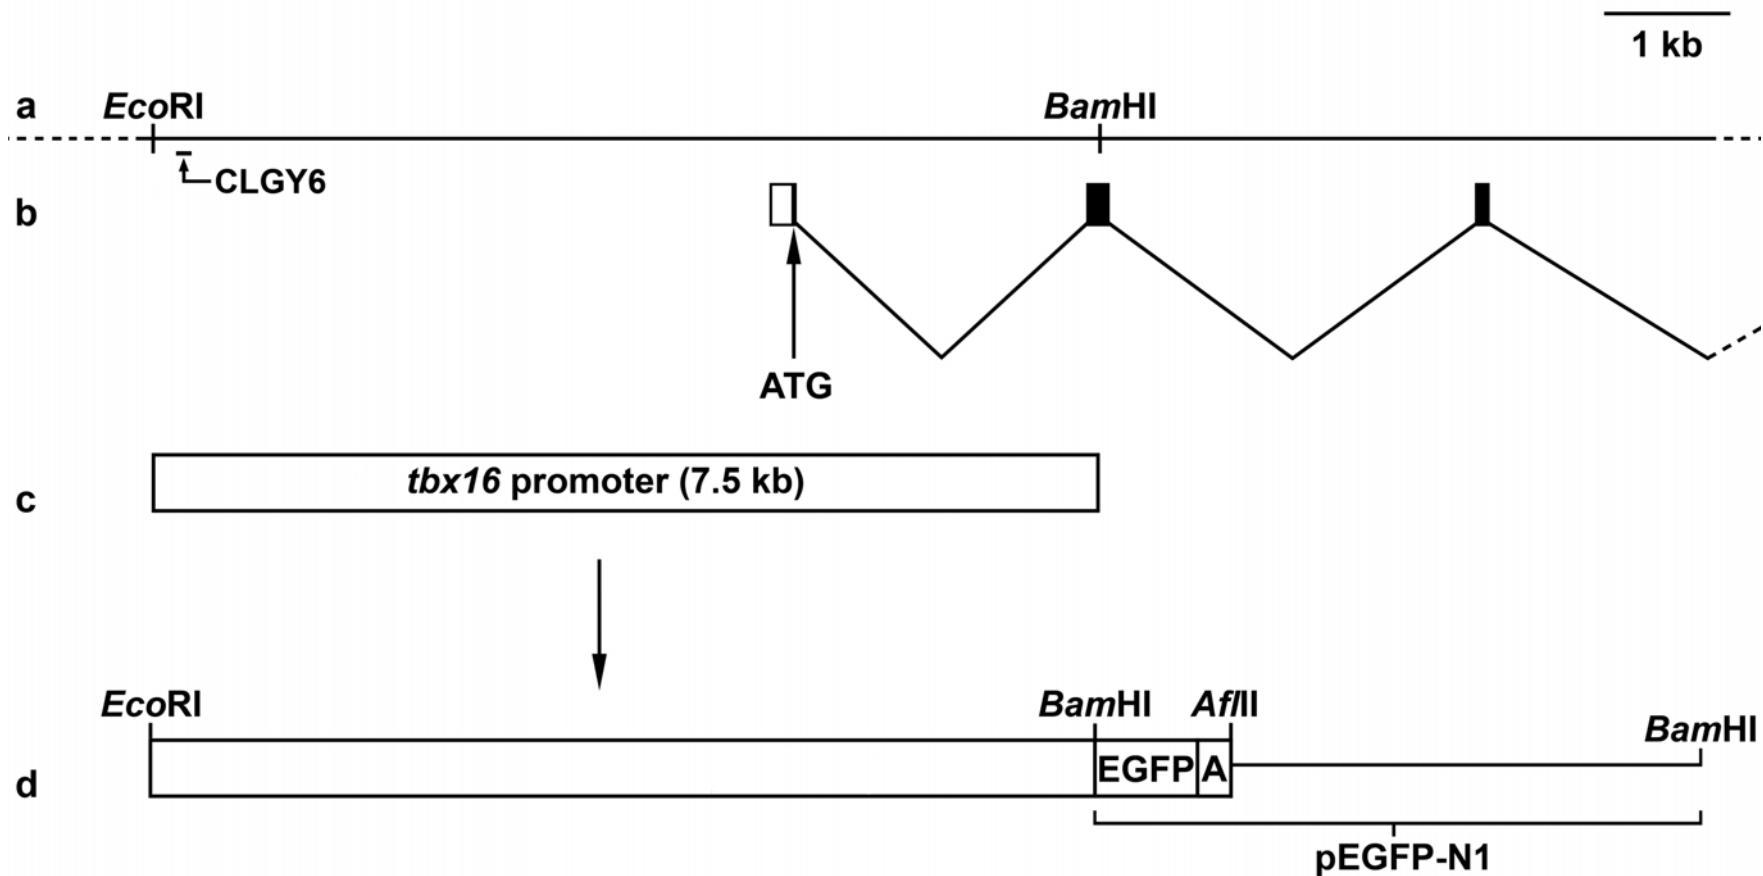 1 kb
a
EcoRI
BamHI
CLGY6
b
ATG
tbx16 promoter (7.5 kb)
c
EcoRI
BamHI
AflII
BamHI
EGFP
A
d
pEGFP-N1